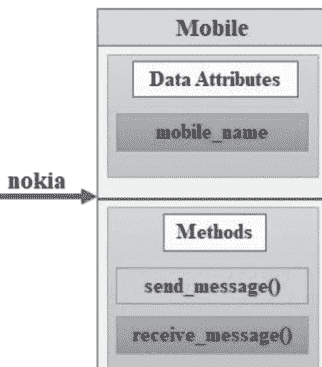 Mobile
Data Attributes
mobile_name
nokia
Methods
send_message()
receive_message()